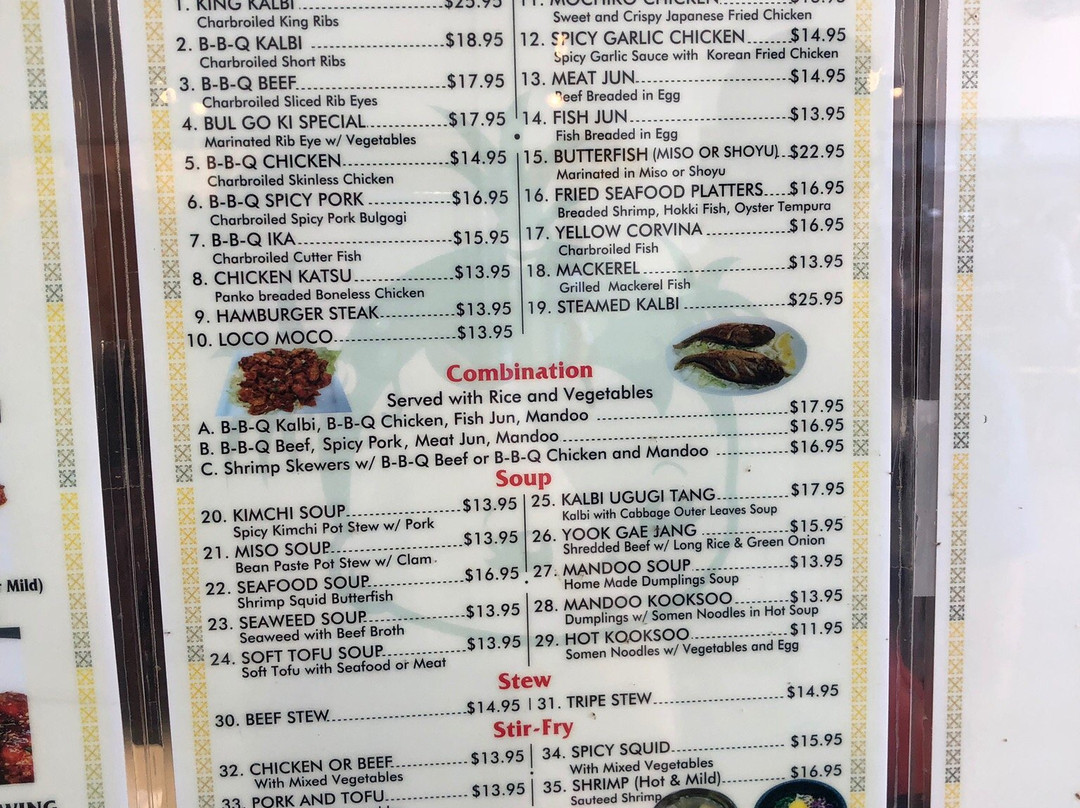 1. KING KALBI $25.95
Charbroiled King Ribs
2. B-B-Q KALBI $18.95
Charbroiled Short Ribs
3. B-B-Q BEEF $17.95
Charbroiled Sliced Rib Eyes
4. BUL GO KI SPECIAL $17.95
Marinated Rib Eye w/ Vegetables
5. B-B-Q CHICKEN $14.95
Charbroiled Skinless Chicken
6. B-B-Q SPICY PORK $16.95
Charbroiled Spicy Pork Bulgogi
7. B-B-Q IKA $15.95
Charbroiled Cutter Fish
8. CHICKEN KATSU $13.95
Panko breaded Boneless Chicken
9. HAMBURGER STEAK $13.95
10. LOCO MOCO $13.95
11. MOCHIKO CHICKEN
Sweet and Crispy Japanese Fried Chicken
12. SPICY GARLIC CHICKEN $14.95
Spicy Garlic Sauce with Korean Fried Chicken
13. MEAT JUN $14.95
Beef Breaded in Egg
14. FISH JUN $13.95
Fish Breaded in Egg
15. BUTTERFISH (MISO OR SHOYU) $22.95
Marinated in Miso or Shoyu
16. FRIED SEAFOOD PLATTERS $16.95
Breaded Shrimp, Hokki Fish, Oyster Tempura
17. YELLOW CORVINA $16.95
Charbroiled Fish
18. MACKEREL $13.95
Grilled Mackerel Fish
19. STEAMED KALBI $25.95
Combination
Served with Rice and Vegetables
A. B-B-Q Kalbi, B-B-Q Chicken, Fish Jun, Mandoo $17.95
B. B-B-Q Beef, Spicy Pork, Meat Jun, Mandoo $16.95
C. Shrimp Skewers w/ B-B-Q Beef or B-B-Q Chicken and Mandoo $16.95
Soup
20. KIMCHI SOUP $13.95
Spicy Kimchi Pot Stew w/ Pork
21. MISO SOUP $13.95
Bean Paste Pot Stew w/ Clam
22. SEAFOOD SOUP $16.95
Shrimp Squid Butterfish
23. SEAWEED SOUP $13.95
Seaweed with Beef Broth
24. SOFT TOFU SOUP $13.95
Soft Tofu with Seafood or Meat
25. KALBI UGUGI TANG $17.95
Kalbi with Cabbage Outer Leaves Soup
26. YOOK GAE JANG $15.95
Shredded Beef w/ Long Rice & Green Onion
27. MANDOO SOUP $13.95
Home Made Dumplings Soup
28. MANDOO KOOKSOO $13.95
Dumplings w/ Somen Noodles in Hot Soup
29. HOT KOOKSOO $11.95
Somen Noodles w/ Vegetables and Egg
Stew
30. BEEF STEW $14.95
31. TRIPE STEW $14.95
Stir-Fry
32. CHICKEN OR BEEF $13.95
With Mixed Vegetables
33. PORK AND TOFU $13.95
34. SPICY SQUID $15.95
With Mixed Vegetables
35. SHRIMP (Hot & Mild) $16.95
Sauteed Shrimp
Mild)